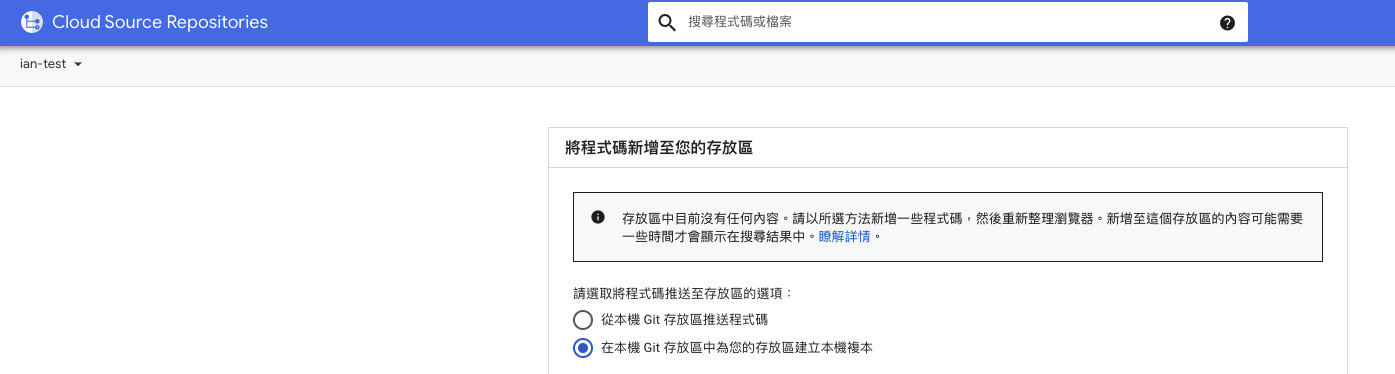 Cloud Source Repositories
搜尋程式碼或檔案
ian-test
將程式碼新增至您的存放區
存放區中目前沒有任何內容。請以所選方法新增一些程式碼，然後重新整理瀏覽器。新增至這個存放區的內容可能需要
一些時間才會顯示在搜尋結果中。瞭解詳情。
請選取將程式碼推送至存放區的選項：
從本機 Git 存放區推送程式碼
在本機 Git 存放區中為您的存放區建立本機複本